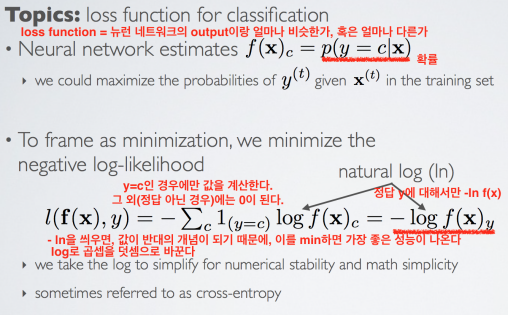 Topics: loss function for classification
loss function = 뉴런 네트워크의 output이랑 얼마나 비슷한가, 혹은 얼마나 다른가
• Neural network estimates f(x)_c = p(y = c|x)
확률
‣ we could maximize the probabilities of y^(t) given x^(t) in the training set
• To frame as minimization, we minimize the
negative log-likelihood
natural log (ln)
y=c인 경우에만 값을 계산한다.
그 외(정답 아닌 경우)에는 0이 된다.
정답 y에 대해서만 -ln f(x)
l(f(x), y) = −∑_c 1_(y=c) log f(x)_c = − log f(x)_y
- ln을 씌우면, 값이 반대의 개념이 되기 때문에, 이를 min하면 가장 좋은 성능이 나온다
log로 곱셉을 덧셈으로 바꾼다
‣ we take the log to simplify for numerical stability and math simplicity
‣ sometimes referred to as cross-entropy